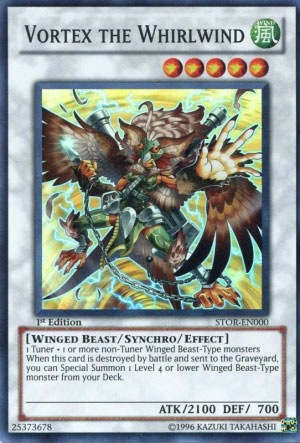 VORTEX THE WHIRLWIND
WIND
風
STOR-EN000
1st Edition
[WINGED BEAST/SYNCHRO/EFFECT]
1 Tuner + 1 or more non-Tuner Winged Beast-Type monsters
When this card is destroyed by battle and sent to the Graveyard,
you can Special Summon 1 Level 4 or lower Winged Beast-Type
monster from your Deck.
ATK/2100 DEF/ 700
25373678
©1996 KAZUKI TAKAHASHI